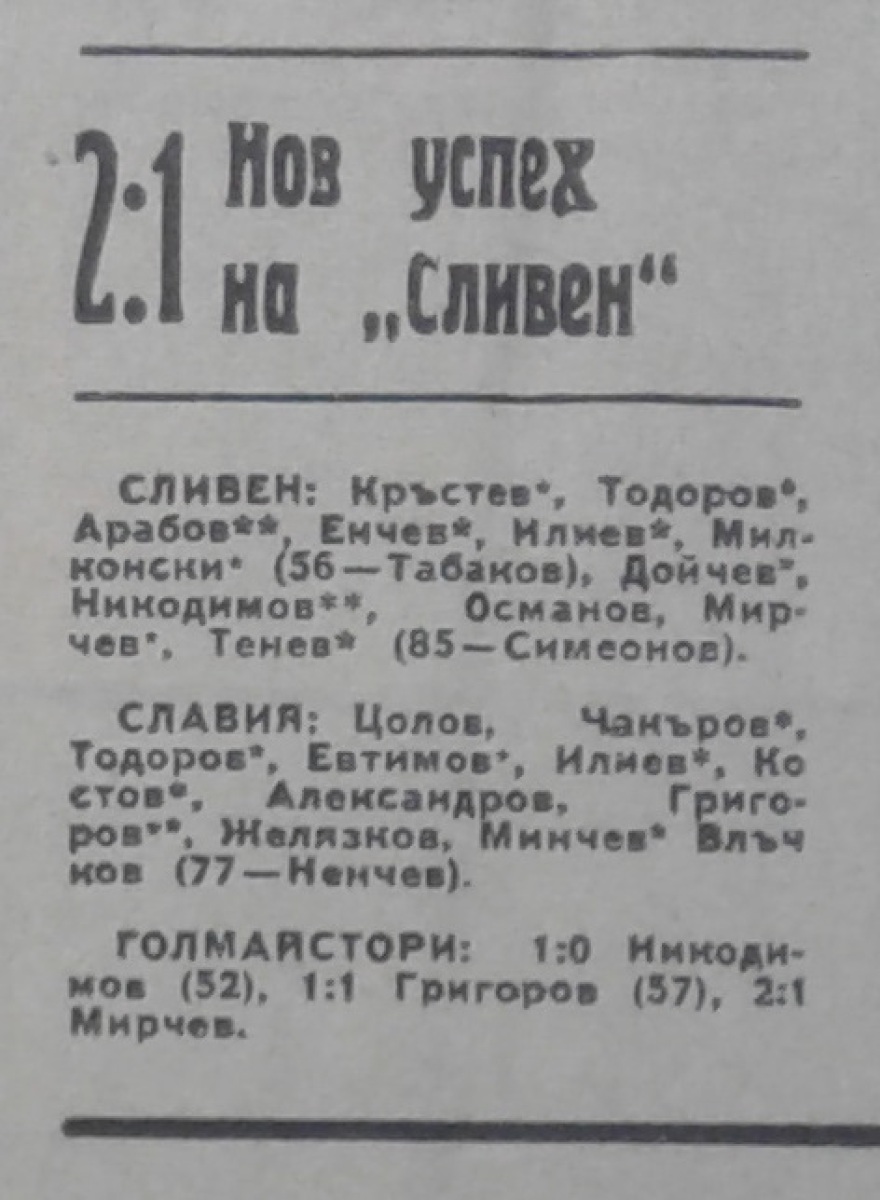 2:1 Нов успех
на „Сливен“
СЛИВЕН: Кръстев*, Тодоров*,
Арабов**, Енчев*, Илиев*, Мил-
конски* (56—Табаков), Дойчев*,
Никодимов**, Османов, Мир-
чев*, Тенев* (85—Симеонов).
СЛАВИЯ: Цолов, Чакъров*,
Тодоров*, Евтимов*, Илиев*, Ко
стов*, Александров, Григо-
ров**, Желязков, Минчев* Влъч
ков (77—Ненчев).
ГОЛМАЙСТОРИ: 1:0 Никоди-
мов (52), 1:1 Григоров (57), 2:1
Мирчев.